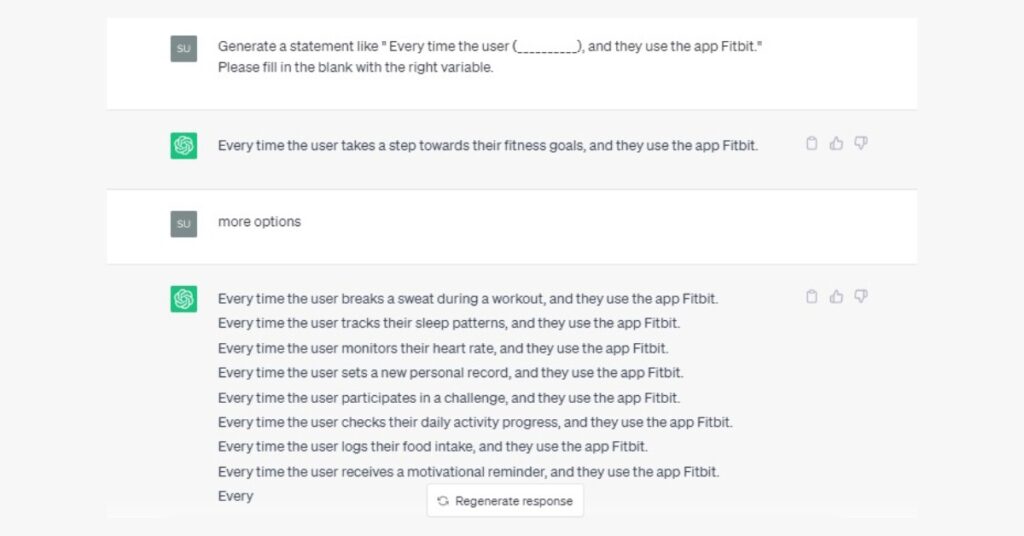 SU
Generate a statement like " Every time the user (__________), and they use the app Fitbit."
Please fill in the blank with the right variable.
Every time the user takes a step towards their fitness goals, and they use the app Fitbit.
SU
more options
Every time the user breaks a sweat during a workout, and they use the app Fitbit.
Every time the user tracks their sleep patterns, and they use the app Fitbit.
Every time the user monitors their heart rate, and they use the app Fitbit.
Every time the user sets a new personal record, and they use the app Fitbit.
Every time the user participates in a challenge, and they use the app Fitbit.
Every time the user checks their daily activity progress, and they use the app Fitbit.
Every time the user logs their food intake, and they use the app Fitbit.
Every time the user receives a motivational reminder, and they use the app Fitbit.
Every
Regenerate response